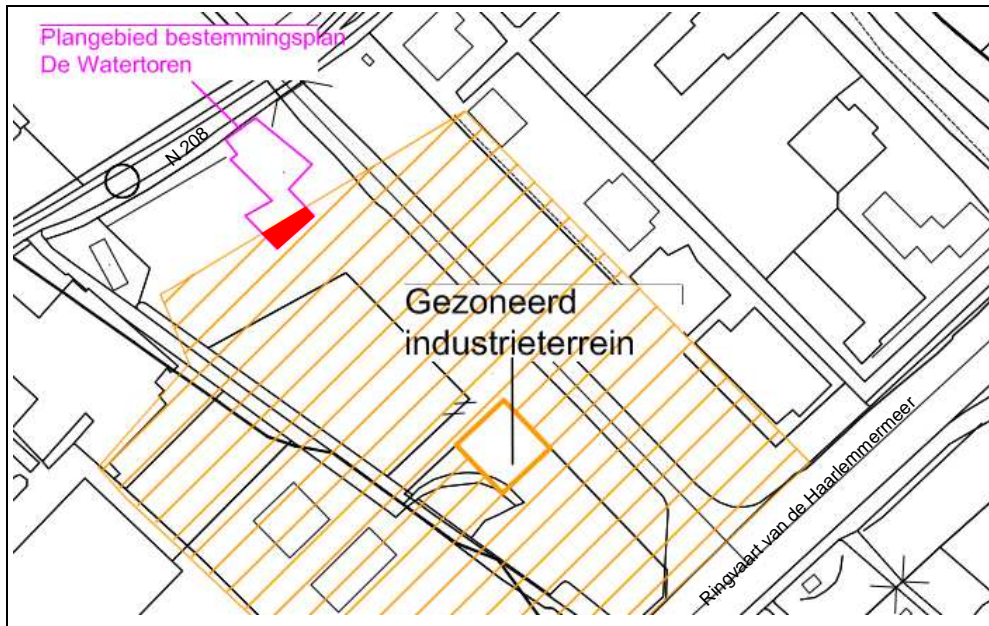 Plangebied bestemmingsplan
De Watertoren
N 208
Gezoneerd
industrieterrein
Ringvaart van de Haarlemmermeer